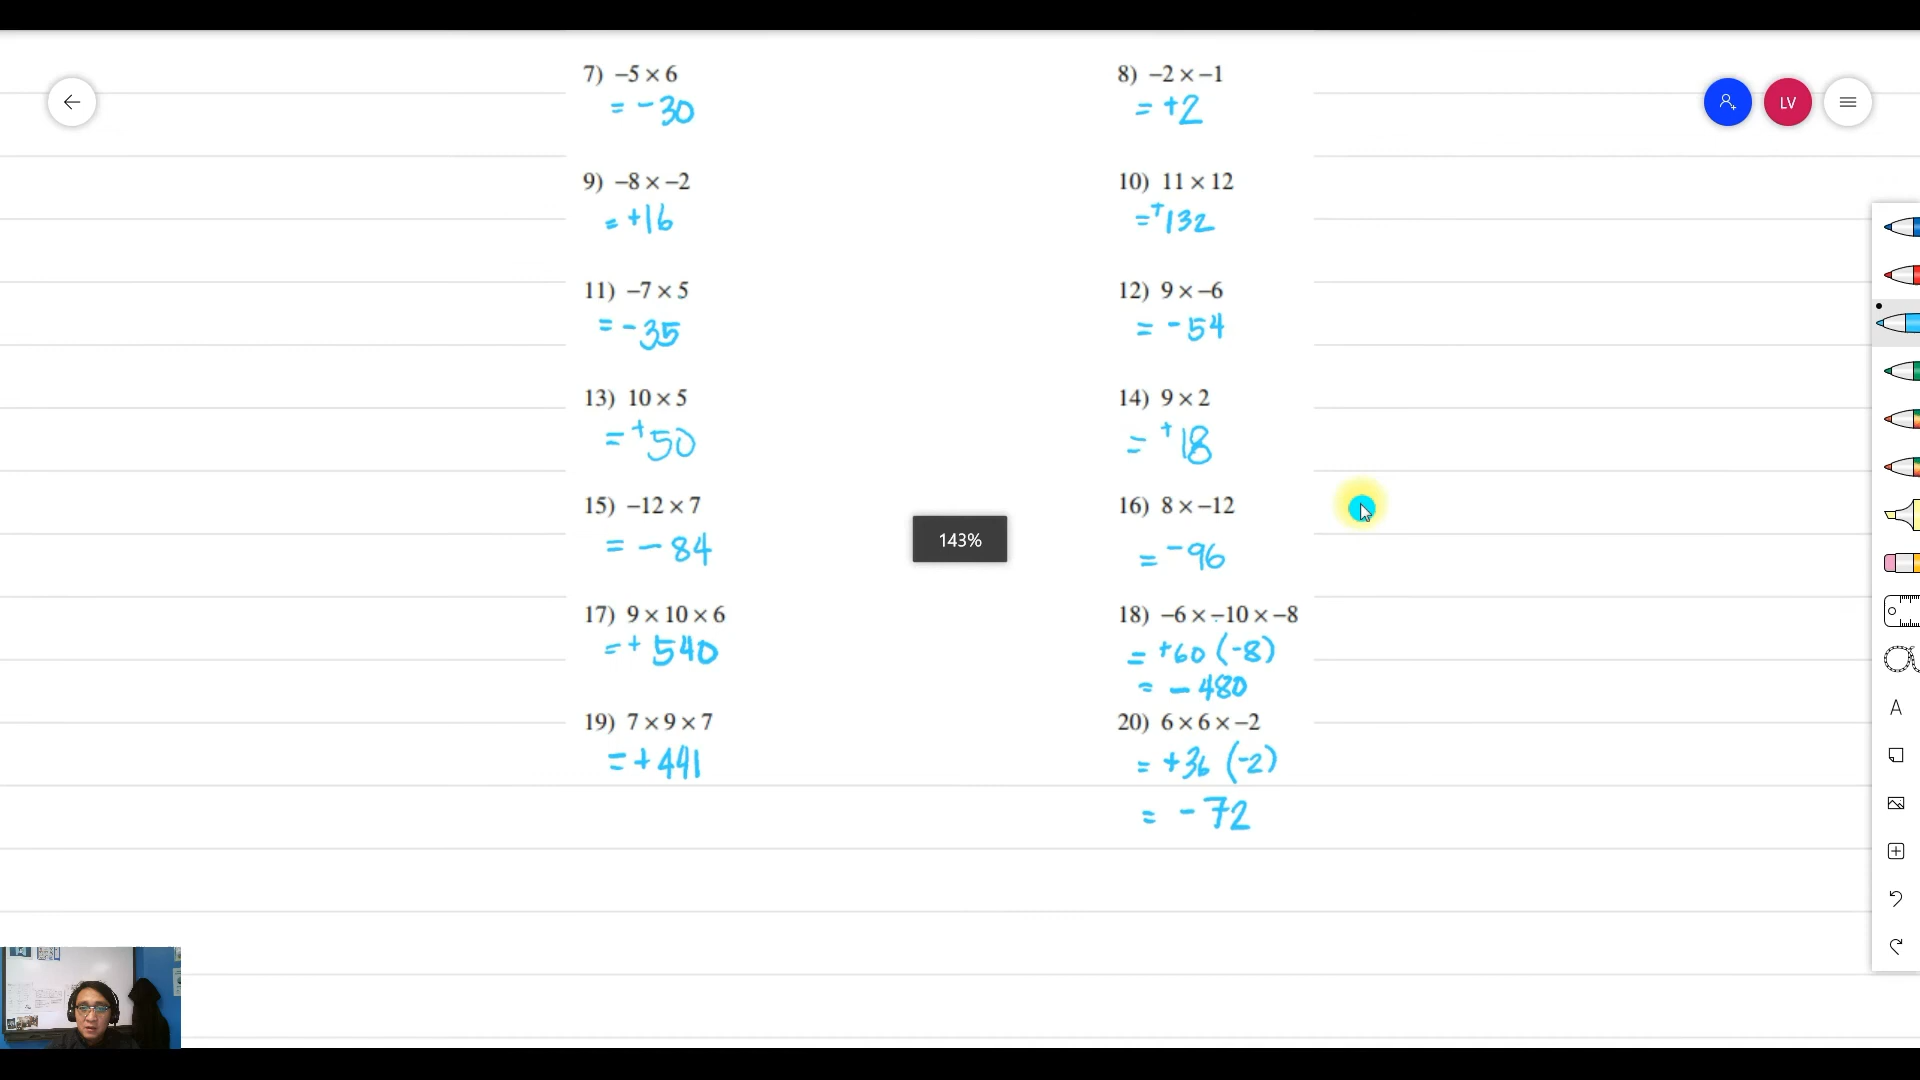 7) −5 × 6
= -30
8) −2 × −1
= +2
LV
9) −8 × −2
= +16
10) 11 × 12
= +132
11) −7 × 5
= -35
12) 9 × −6
= -54
13) 10 × 5
= +50
14) 9 × 2
= +18
15) −12 × 7
= -84
16) 8 × −12
= -96
143%
17) 9 × 10 × 6
= + 540
18) −6 × −10 × −8
= +60 (-8)
= - 480
19) 7 × 9 × 7
= +441
20) 6 × 6 × −2
= +36 (-2)
= -72
A